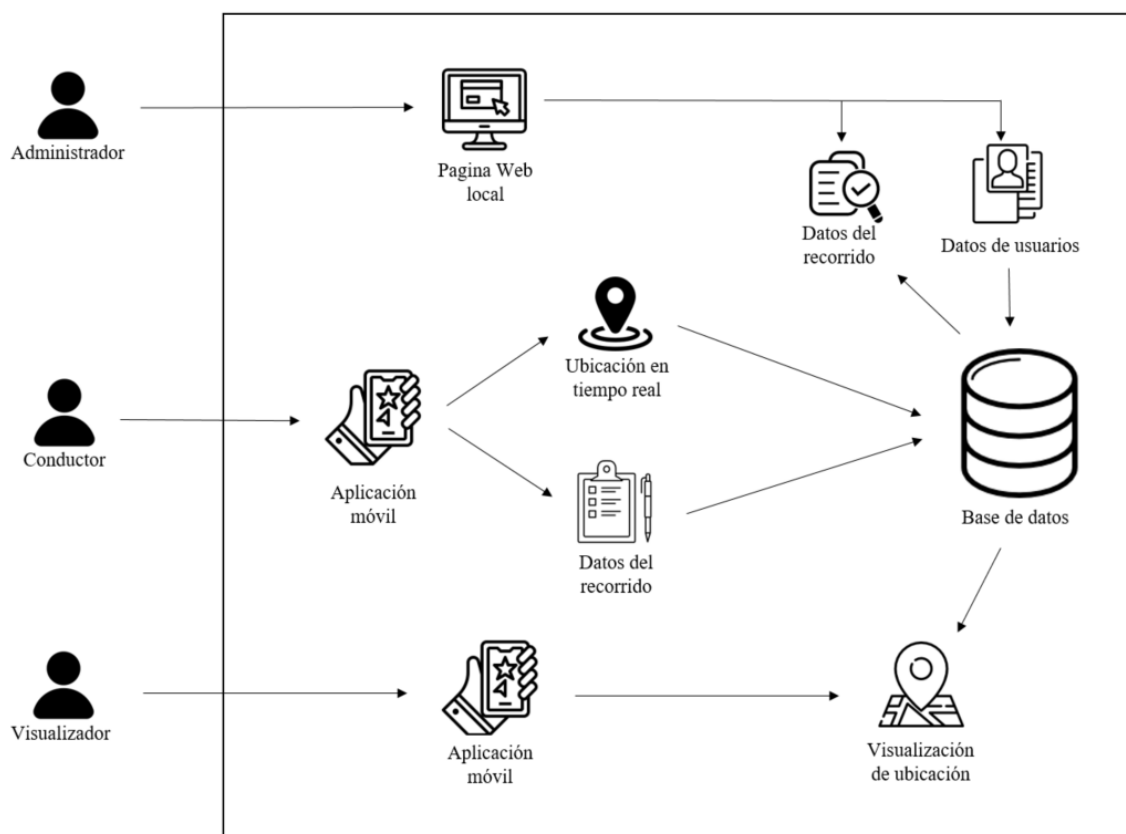 Administrador
Pagina Web
local
Datos del
recorrido
Datos de usuarios
Ubicación en
tiempo real
Conductor
Aplicación
móvil
Datos del
recorrido
Base de datos
Visualizador
Aplicación
móvil
Visualización
de ubicación